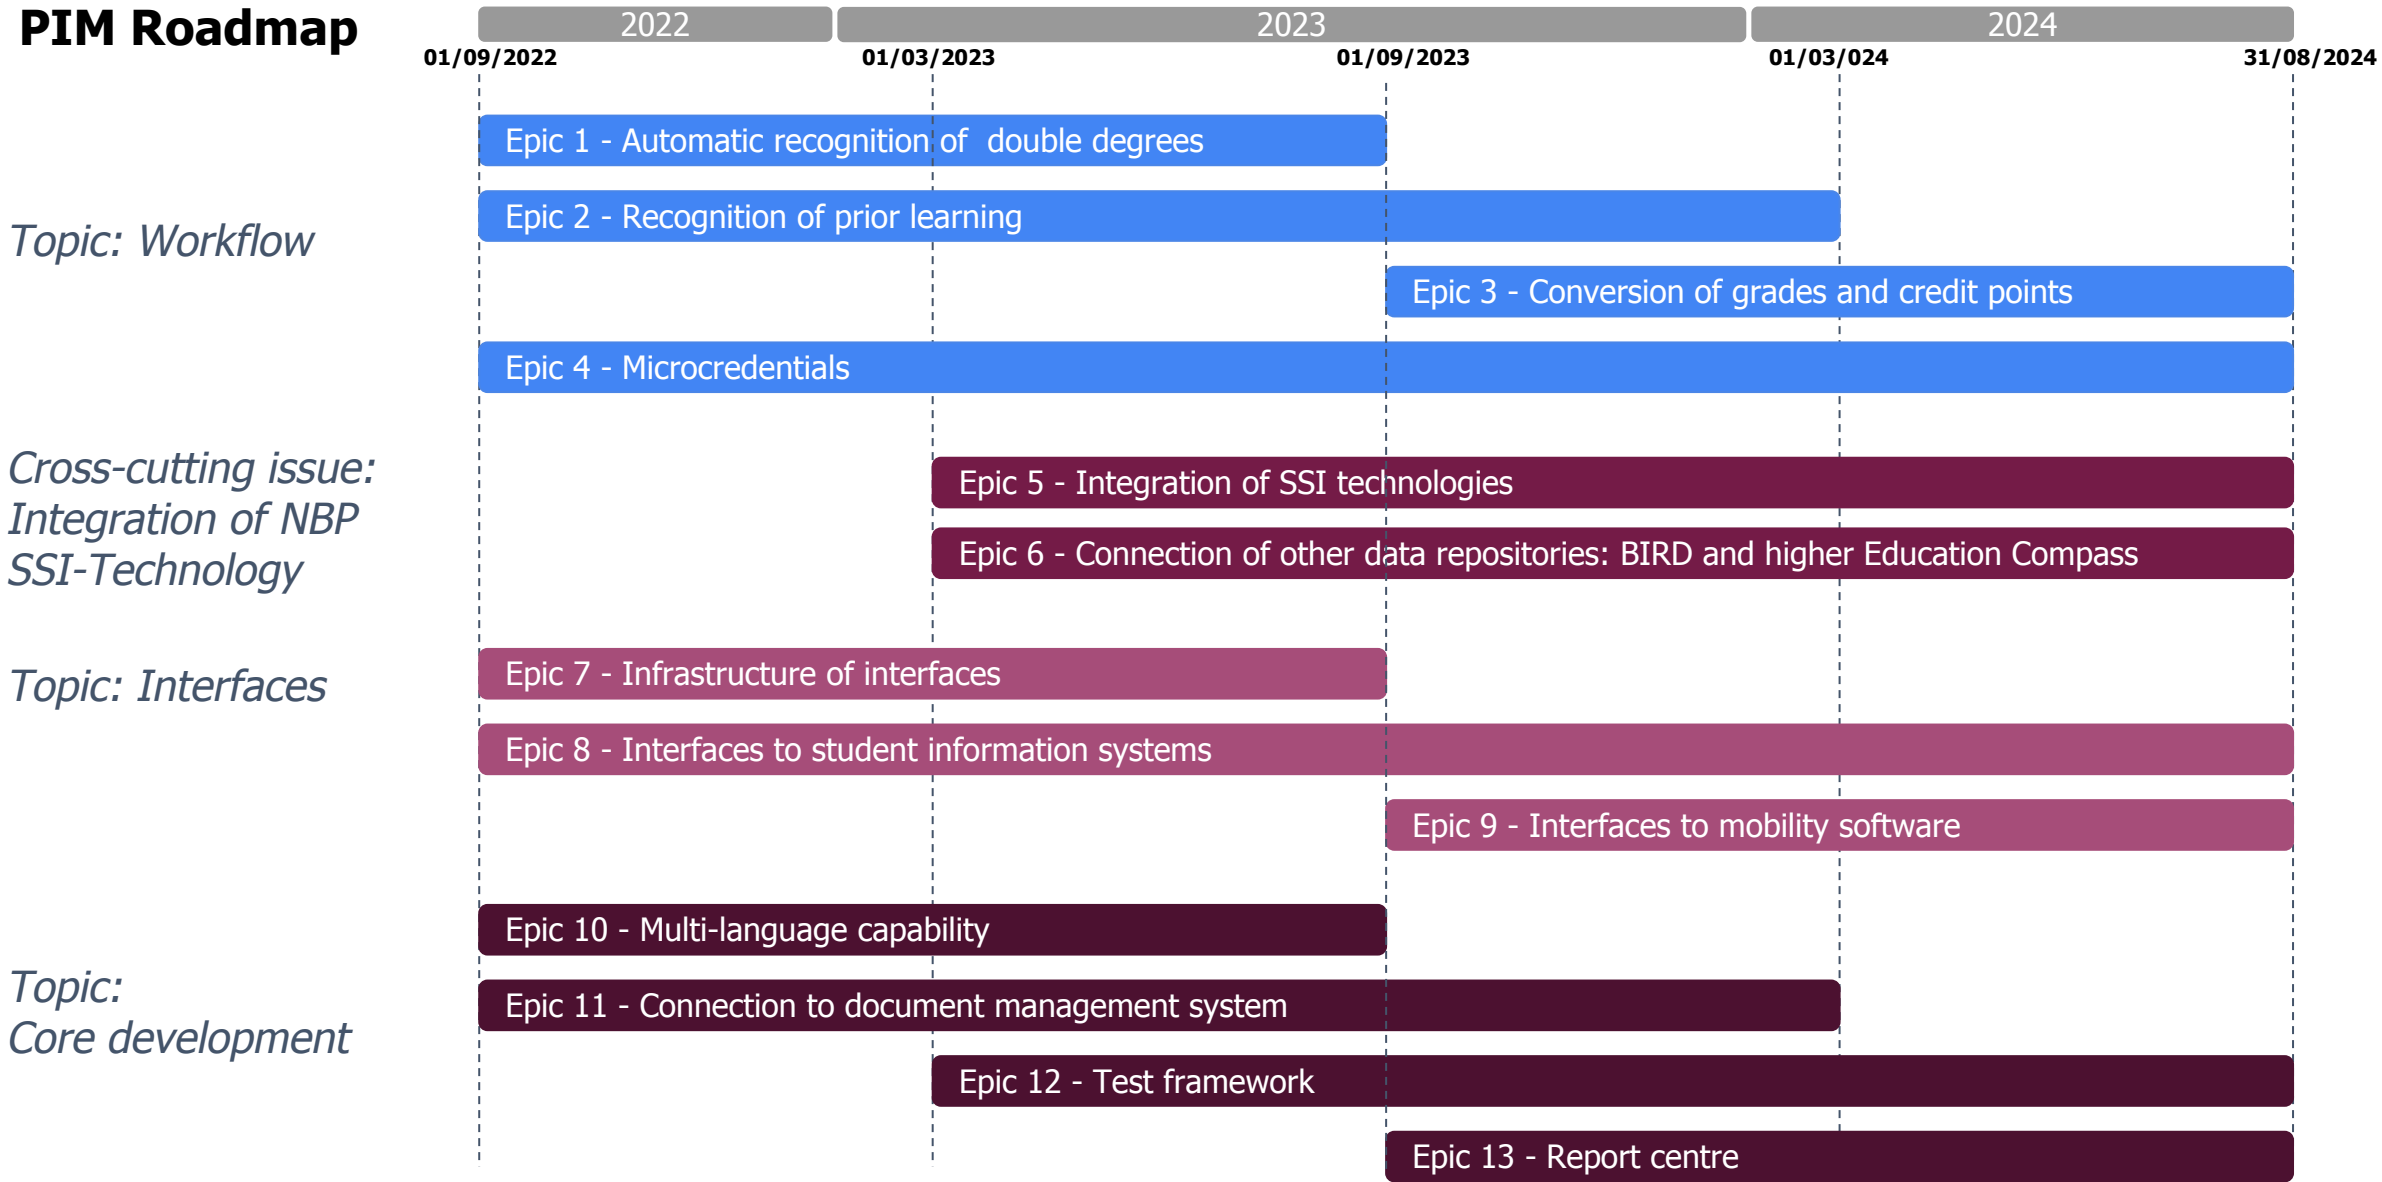 PIM Roadmap
2022
2023
2024
01/09/2022
01/03/2023
01/09/2023
01/03/024
31/08/2024
Topic: Workflow
Epic 1 - Automatic recognition of  double degrees
Epic 2 - Recognition of prior learning
Epic 3 - Conversion of grades and credit points
Epic 4 - Microcredentials
Cross-cutting issue:
Integration of NBP
SSI-Technology
Epic 5 - Integration of SSI technologies
Epic 6 - Connection of other data repositories: BIRD and higher Education Compass
Topic: Interfaces
Epic 7 - Infrastructure of interfaces
Epic 8 - Interfaces to student information systems
Epic 9 - Interfaces to mobility software
Topic:
Core development
Epic 10 - Multi-language capability
Epic 11 - Connection to document management system
Epic 12 - Test framework
Epic 13 - Report centre